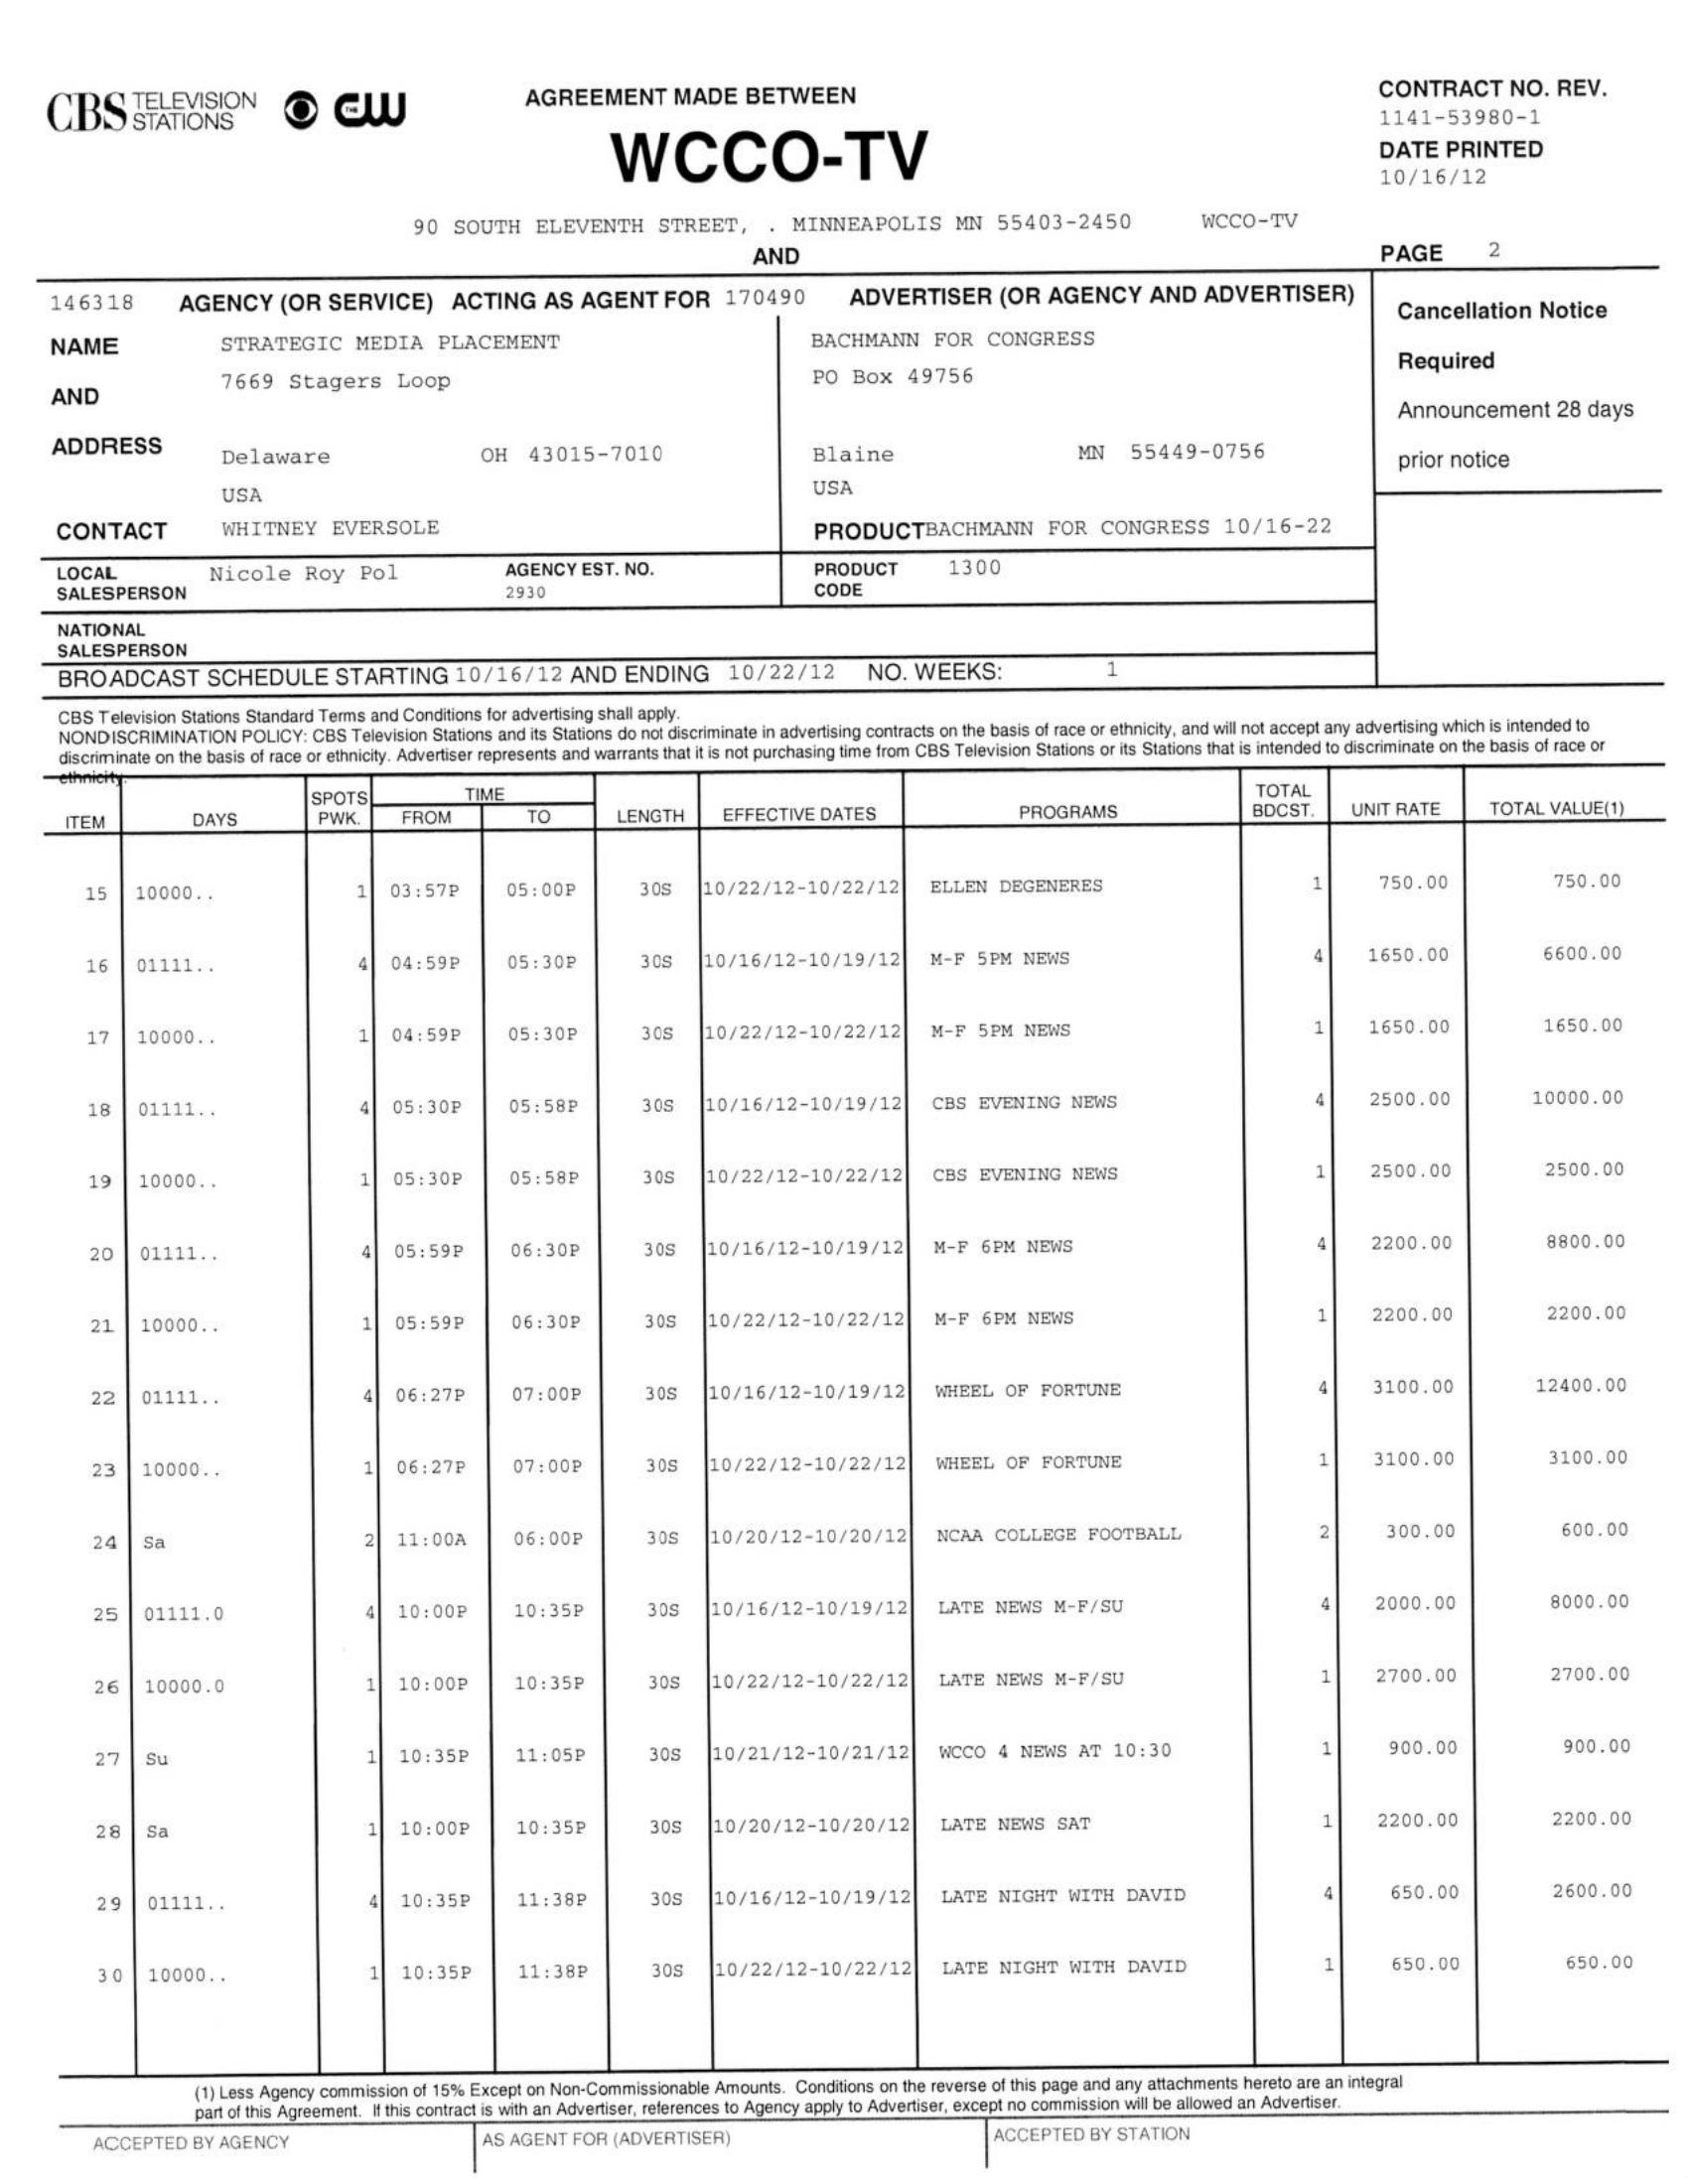 CBS TELEVISION STATIONS THE CW
AGREEMENT MADE BETWEEN
WCCO-TV
CONTRACT NO. REV.
1141-53980-1
DATE PRINTED
10/16/12
90 SOUTH ELEVENTH STREET, . MINNEAPOLIS MN 55403-2450 WCCO-TV
AND
PAGE 2
146318 AGENCY (OR SERVICE) ACTING AS AGENT FOR 170490 ADVERTISER (OR AGENCY AND ADVERTISER)
Cancellation Notice
Required
Announcement 28 days
prior notice
NAME STRATEGIC MEDIA PLACEMENT BACHMANN FOR CONGRESS
AND 7669 Stagers Loop PO Box 49756
ADDRESS Delaware OH 43015-7010 Blaine MN 55449-0756
USA USA
CONTACT WHITNEY EVERSOLE PRODUCTBACHMANN FOR CONGRESS 10/16-22
LOCAL SALESPERSON Nicole Roy Pol AGENCY EST. NO. 2930 PRODUCT CODE 1300
NATIONAL SALESPERSON
BROADCAST SCHEDULE STARTING 10/16/12 AND ENDING 10/22/12 NO. WEEKS: 1
CBS Television Stations Standard Terms and Conditions for advertising shall apply.
NONDISCRIMINATION POLICY: CBS Television Stations and its Stations do not discriminate in advertising contracts on the basis of race or ethnicity, and will not accept any advertising which is intended to
discriminate on the basis of race or ethnicity. Advertiser represents and warrants that it is not purchasing time from CBS Television Stations or its Stations that is intended to discriminate on the basis of race or
ethnicity.
ITEM DAYS SPOTS PWK. TIME FROM TO LENGTH EFFECTIVE DATES PROGRAMS TOTAL BDCST. UNIT RATE TOTAL VALUE(1)
15 10000.. 1 03:57P 05:00P 30S 10/22/12-10/22/12 ELLEN DEGENERES 1 750.00 750.00
16 01111.. 4 04:59P 05:30P 30S 10/16/12-10/19/12 M-F 5PM NEWS 4 1650.00 6600.00
17 10000.. 1 04:59P 05:30P 30S 10/22/12-10/22/12 M-F 5PM NEWS 1 1650.00 1650.00
18 01111.. 4 05:30P 05:58P 30S 10/16/12-10/19/12 CBS EVENING NEWS 4 2500.00 10000.00
19 10000.. 1 05:30P 05:58P 30S 10/22/12-10/22/12 CBS EVENING NEWS 1 2500.00 2500.00
20 01111.. 4 05:59P 06:30P 30S 10/16/12-10/19/12 M-F 6PM NEWS 4 2200.00 8800.00
21 10000.. 1 05:59P 06:30P 30S 10/22/12-10/22/12 M-F 6PM NEWS 1 2200.00 2200.00
22 01111.. 4 06:27P 07:00P 30S 10/16/12-10/19/12 WHEEL OF FORTUNE 4 3100.00 12400.00
23 10000.. 1 06:27P 07:00P 30S 10/22/12-10/22/12 WHEEL OF FORTUNE 1 3100.00 3100.00
24 Sa 2 11:00A 06:00P 30S 10/20/12-10/20/12 NCAA COLLEGE FOOTBALL 2 300.00 600.00
25 01111.0 4 10:00P 10:35P 30S 10/16/12-10/19/12 LATE NEWS M-F/SU 4 2000.00 8000.00
26 10000.0 1 10:00P 10:35P 30S 10/22/12-10/22/12 LATE NEWS M-F/SU 1 2700.00 2700.00
27 Su 1 10:35P 11:05P 30S 10/21/12-10/21/12 WCCO 4 NEWS AT 10:30 1 900.00 900.00
28 Sa 1 10:00P 10:35P 30S 10/20/12-10/20/12 LATE NEWS SAT 1 2200.00 2200.00
29 01111.. 4 10:35P 11:38P 30S 10/16/12-10/19/12 LATE NIGHT WITH DAVID 4 650.00 2600.00
30 10000.. 1 10:35P 11:38P 30S 10/22/12-10/22/12 LATE NIGHT WITH DAVID 1 650.00 650.00
(1) Less Agency commission of 15% Except on Non-Commissionable Amounts. Conditions on the reverse of this page and any attachments hereto are an integral
part of this Agreement. If this contract is with an Advertiser, references to Agency apply to Advertiser, except no commission will be allowed an Advertiser.
ACCEPTED BY AGENCY AS AGENT FOR (ADVERTISER) ACCEPTED BY STATION